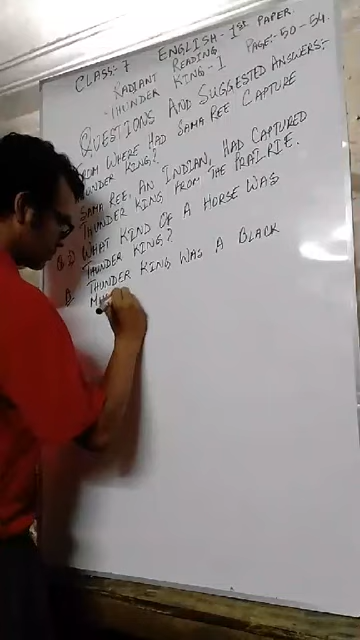 CLASS:- 7 ENGLISH - 1st PAPER.
RADIANT READING PAGE:- 50-54.
THUNDER KING - 1
QUESTIONS AND SUGGESTED ANSWERS:-
FROM WHERE HAD SAMA REE CAPTURE
THUNDER KING?
SAMA REE, AN INDIAN, HAD CAPTURED
THUNDER KING FROM THE PRAIRIE.
WHAT KIND OF A HORSE WAS
THUNDER KING?
THUNDER KING WAS A BLACK